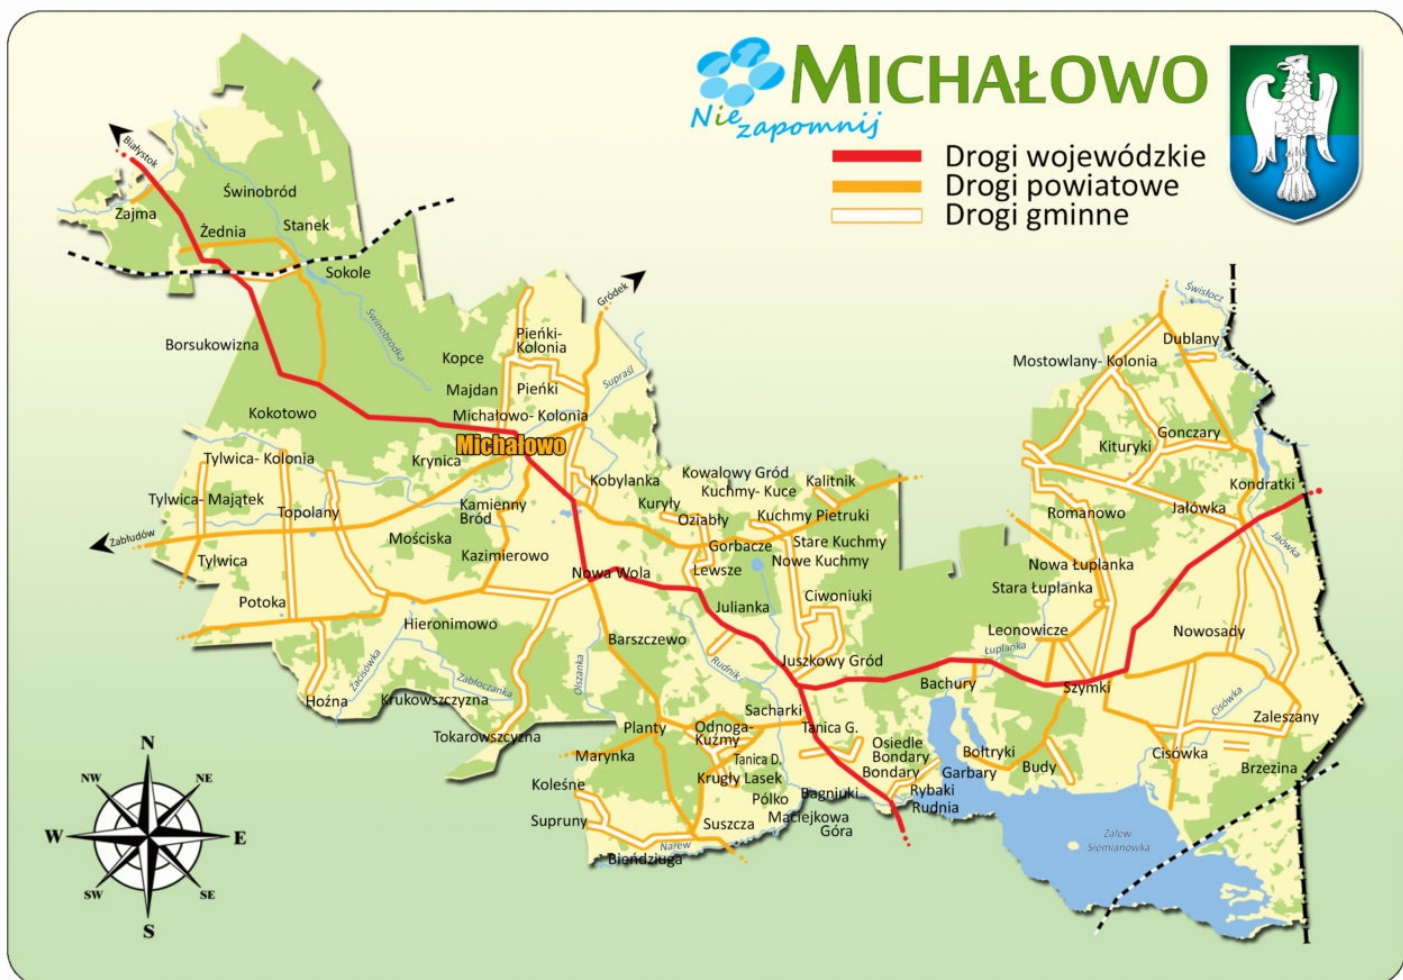 MICHAŁOWO
Nie
zapomnij
Drogi wojewódzkie
Drogi powiatowe
Drogi gminne
Białystok
Świnobród
Zajma
Stanek
Żednia
Sokole
Świsłocz
Gródek
Świnobródka
Pieńki-
Kolonia
Dublany
Borsukowizna
Kopce
Mostowlany- Kolonia
Supraśl
Majdan
Pieńki
Kokotowo
Michałowo- Kolonia
Michałowo
Gonczary
Kituryki
Tylwica- Kolonia
Krynica
Kowalowy Gród
Kobylanka
Kalitnik
Kondratki
Kuchmy- Kuce
Tylwica- Majątek
Kamienny
Bród
Kuryły
Jałówka
Topolany
Oziabły
Kuchmy Pietruki
Romanowo
Zabłudów
Mościska
Stare Kuchmy
Jałówka
Gorbacze
Kazimierowo
Tylwica
Nowe Kuchmy
Nowa Łuplanka
Nowa Wola
Lewsze
Stara Łuplanka
Ciwoniuki
Potoka
Julianka
Hieronimowo
Leonowicze
Nowosady
Barszczewo
Łuplanka
Juszkowy Gród
Rudnik
Zacisówka
Olszanka
Bachury
Szymki
Zabłoczanka
Hoźna
Krukowszczyzna
Cisówka
Sacharki
Zaleszany
Planty
Odnoga-
Kuźmy
Tanica G.
Tokarowszczyzna
Osiedle
Bondary
Marynka
Bołtryki
Cisówka
Tanica D.
Bondary
Garbary
Budy
Brzezina
Koleśne
Krugły Lasek
Rybaki
Pólko
Bagniuki
Rudnia
Supruny
Suszcza
Maciejkowa
Góra
Zalew
Siemianówka
Narew
Bieńdziuga
N
NW
NE
W
E
SW
SE
S